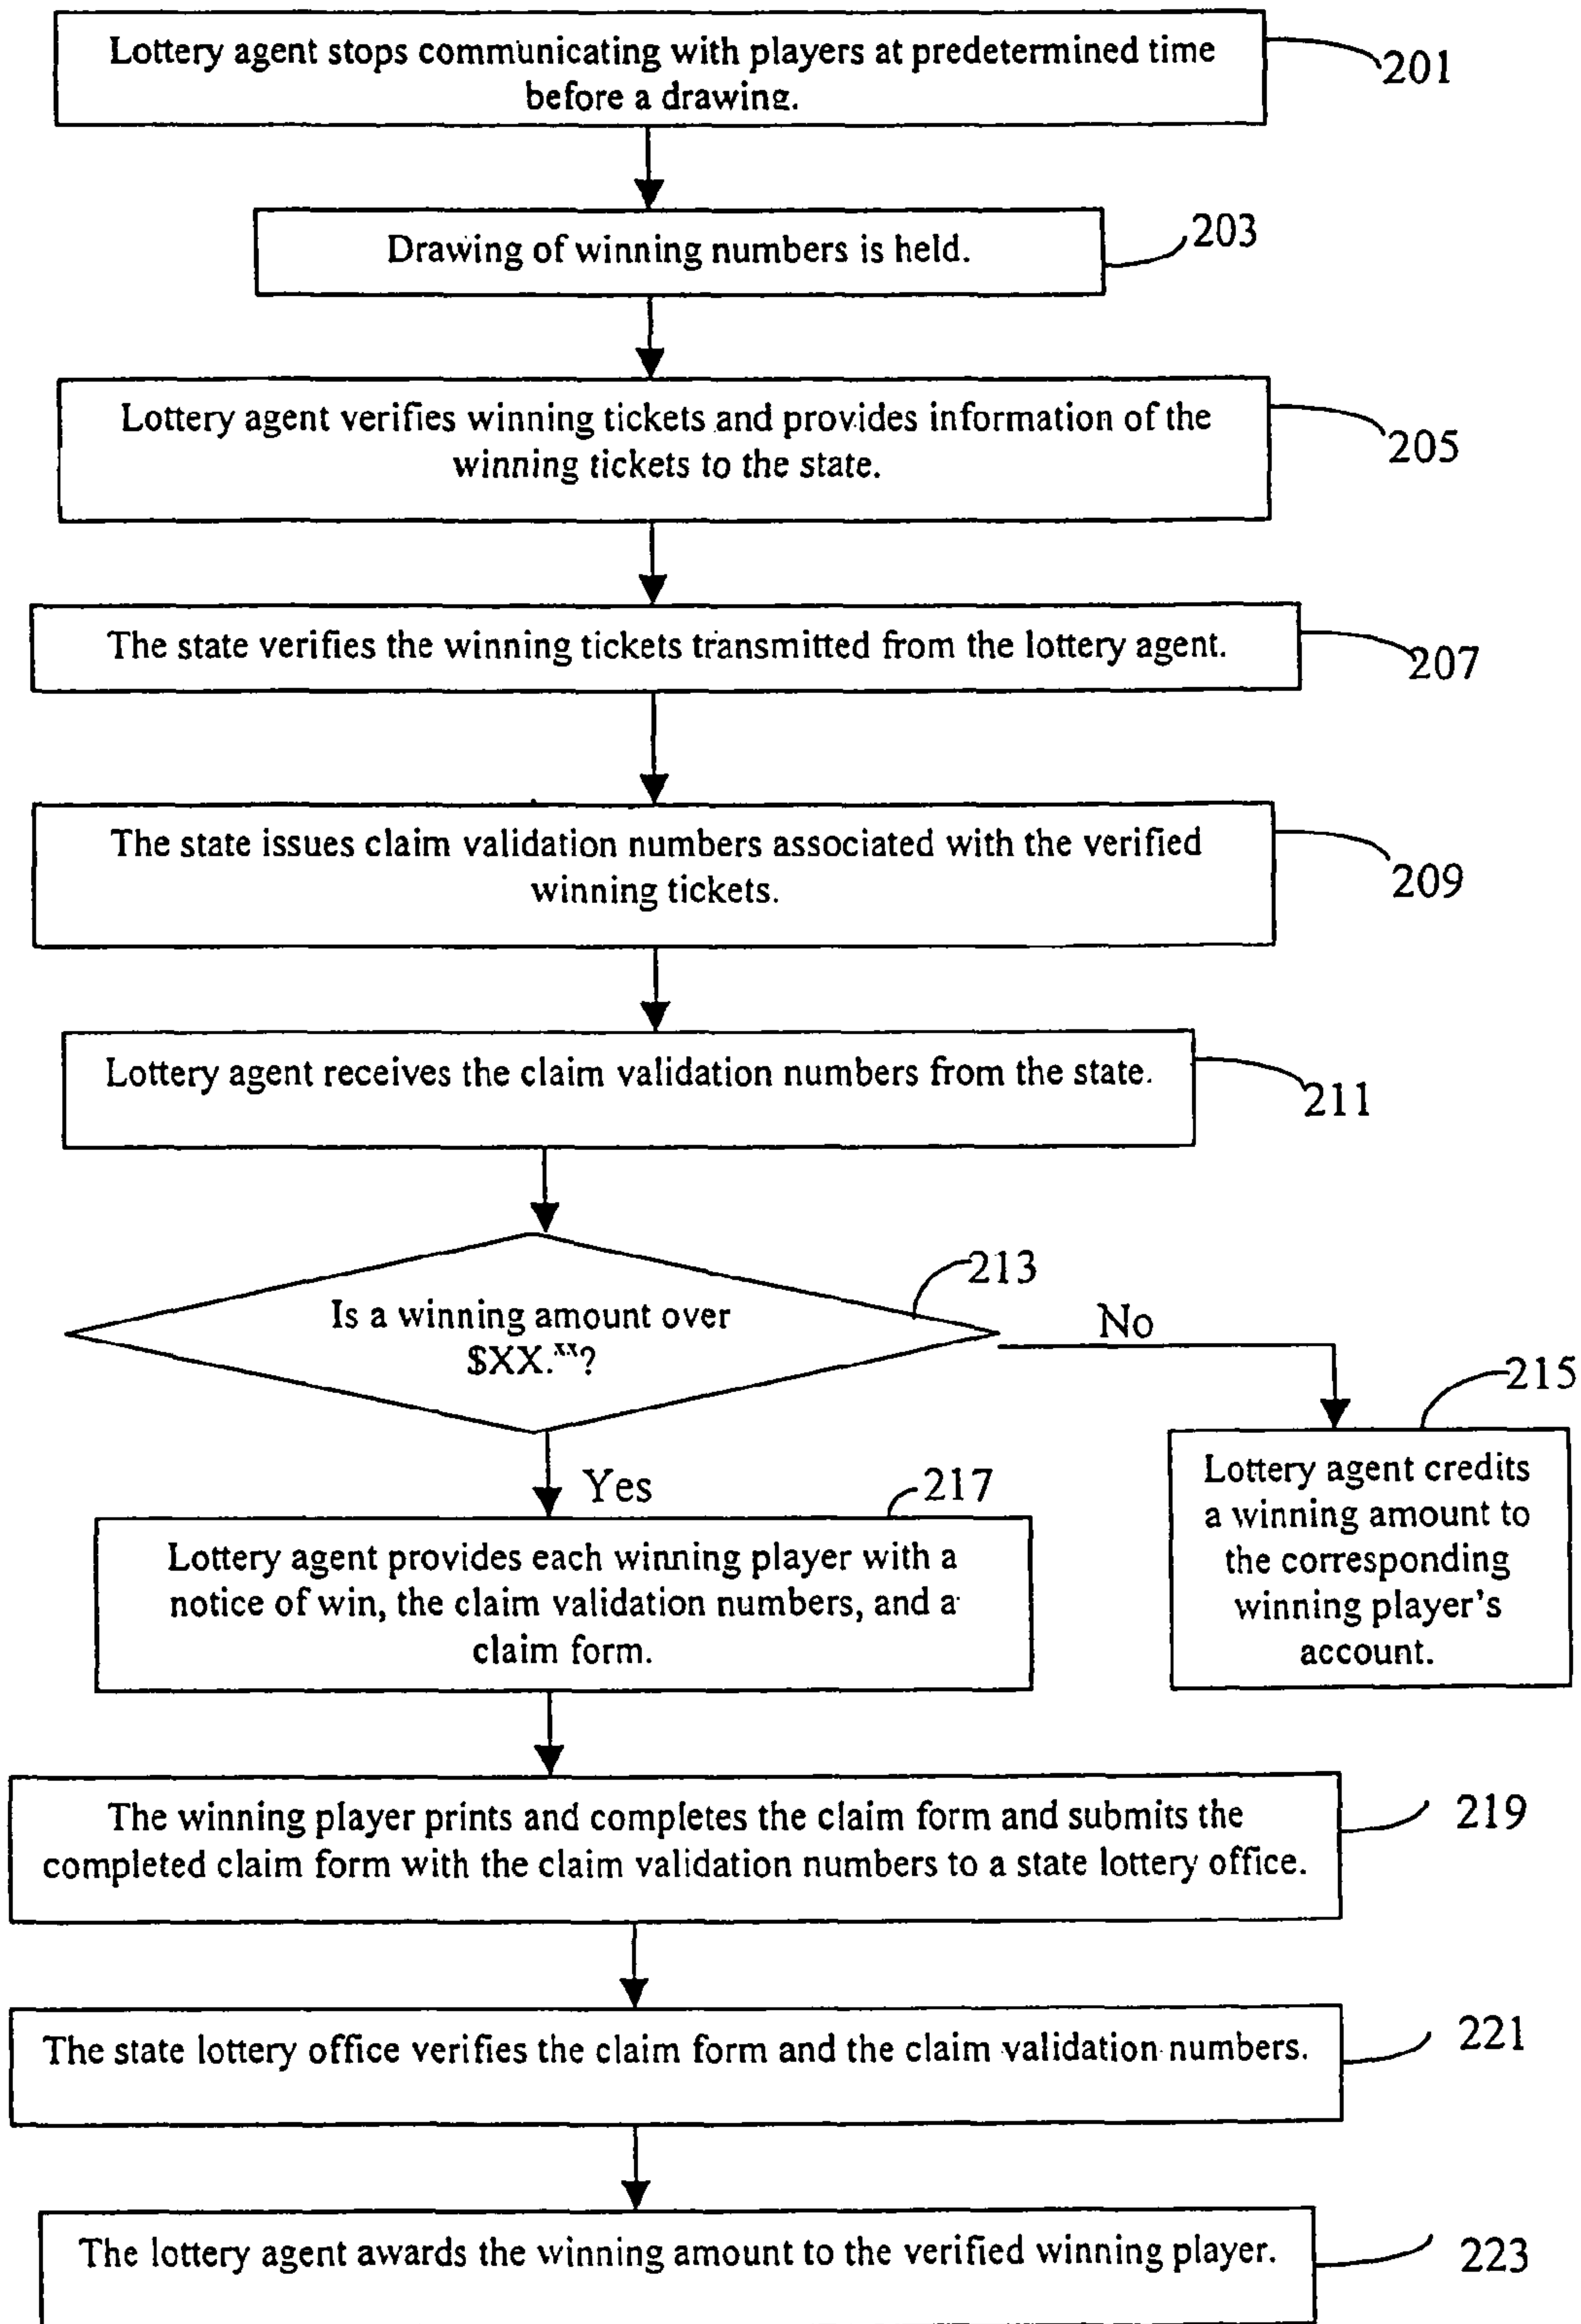 Lottery agent stops communicating with players at predetermined time
before a drawing.
201
Drawing of winning numbers is held.
203
Lottery agent verifies winning tickets and provides information of the
winning tickets to the state.
205
The state verifies the winning tickets transmitted from the lottery agent.
207
The state issues claim validation numbers associated with the verified
winning tickets.
209
Lottery agent receives the claim validation numbers from the state.
211
213
Is a winning amount over
$XX.xx?
No
215
Lottery agent credits
a winning amount to
the corresponding
winning player's
account.
Yes
217
Lottery agent provides each winning player with a
notice of win, the claim validation numbers, and a
claim form.
The winning player prints and completes the claim form and submits the
completed claim form with the claim validation numbers to a state lottery office.
219
The state lottery office verifies the claim form and the claim validation numbers.
221
The lottery agent awards the winning amount to the verified winning player.
223